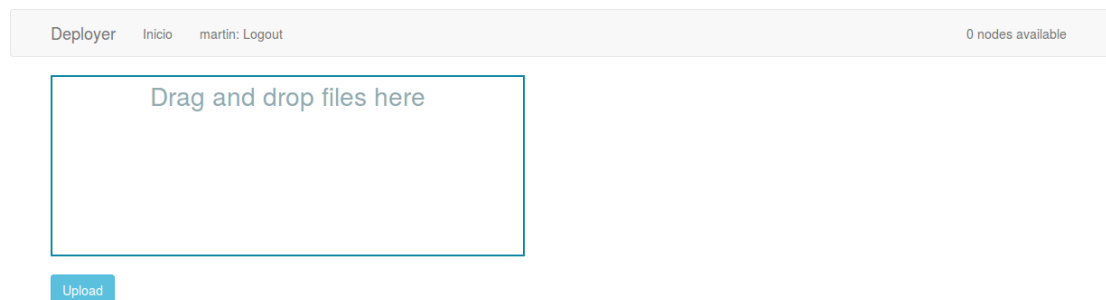 Deployer Inicio martin: Logout 0 nodes available
Drag and drop files here
Upload